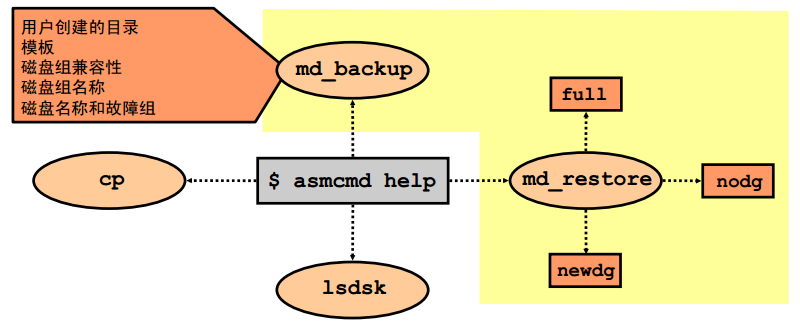 用户创建的目录
模板
磁盘组兼容性
磁盘组名称
磁盘名称和故障组
md_backup
full
cp
$ asmcmd help
md_restore
nodg
newdg
lsdsk